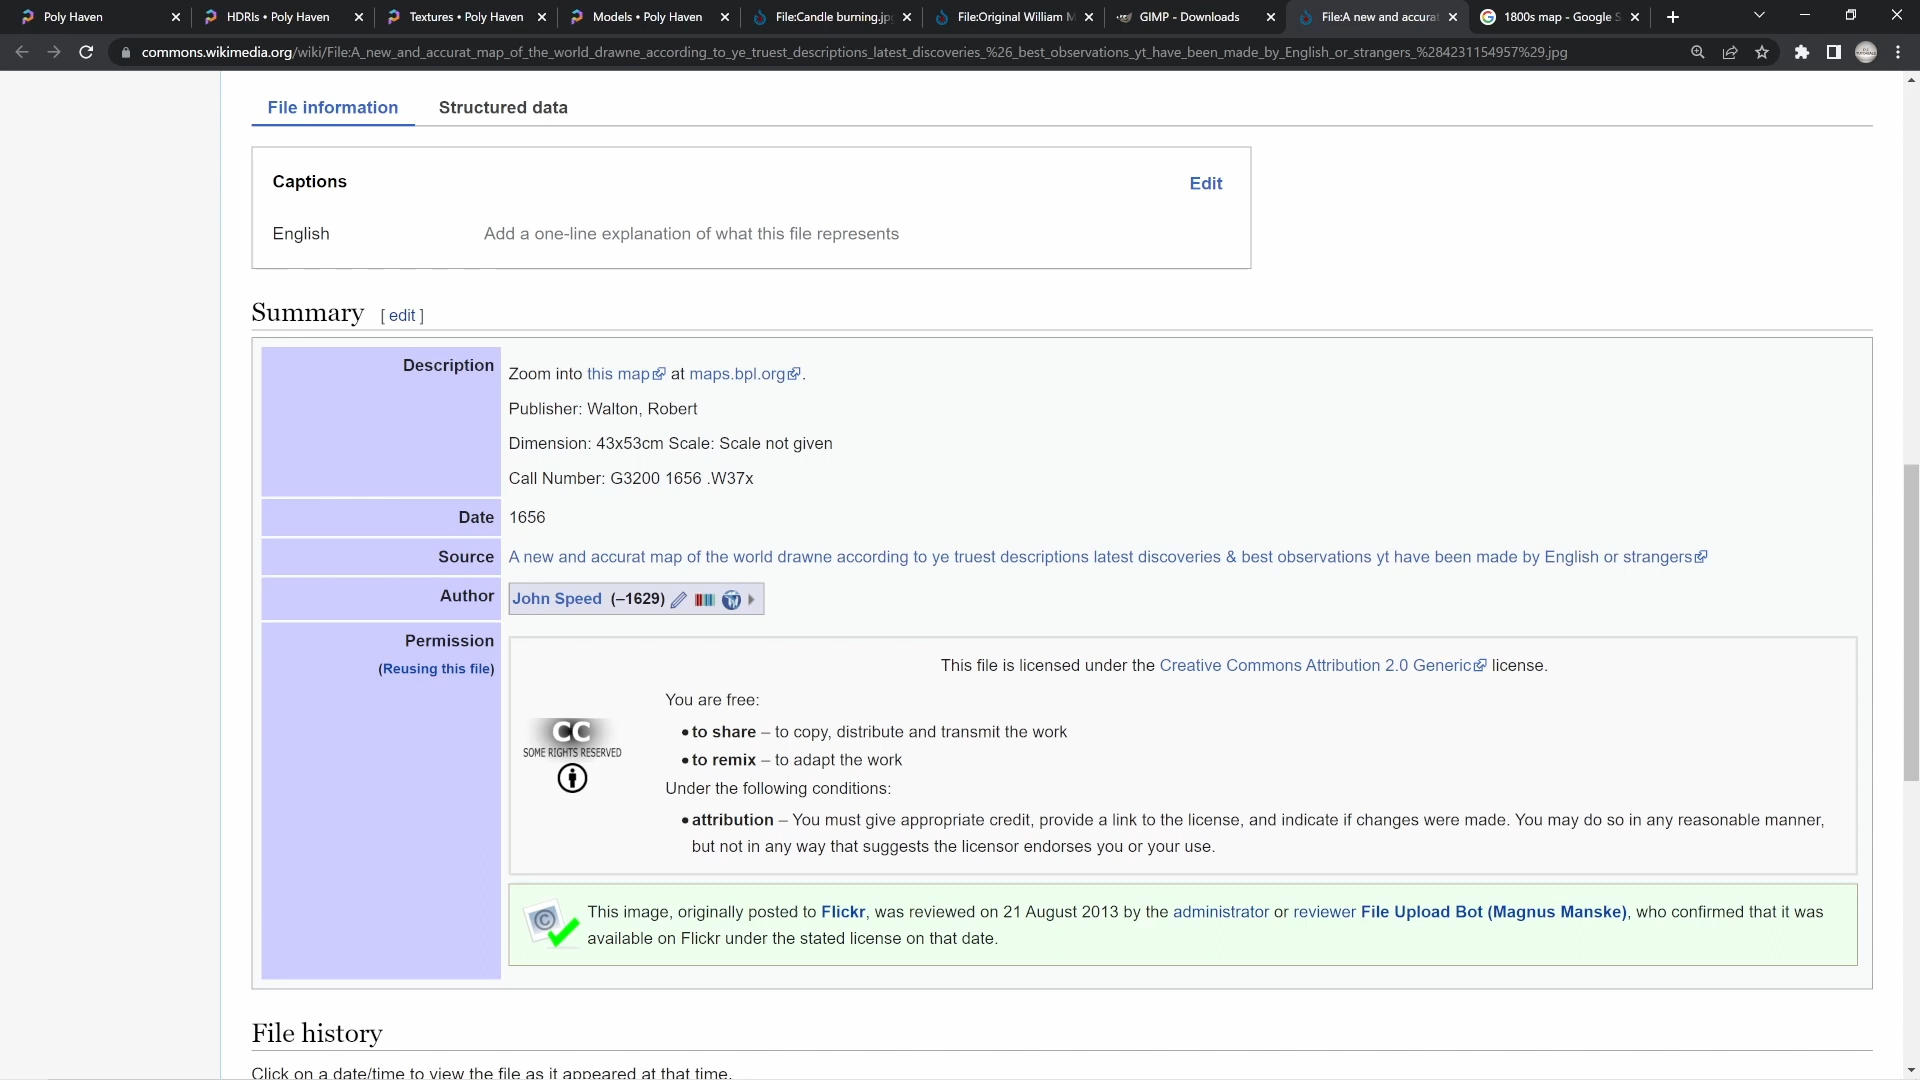 Poly Haven
HDRIs • Poly Haven
Textures • Poly Haven
Models • Poly Haven
File:Candle burning.jp
File:Original William M
GIMP - Downloads
File:A new and accurat
1800s map - Google S
commons.wikimedia.org/wiki/File:A_new_and_accurat_map_of_the_world_drawne_according_to_ye_truest_descriptions_latest_discoveries_%26_best_observations_yt_have_been_made_by_English_or_strangers_%284231154957%29.jpg
File information
Structured data
Captions
Edit
English
Add a one-line explanation of what this file represents
Summary [ edit ]
Description
Zoom into this map at maps.bpl.org.
Publisher: Walton, Robert
Dimension: 43x53cm Scale: Scale not given
Call Number: G3200 1656 .W37x
Date
1656
Source
A new and accurat map of the world drawne according to ye truest descriptions latest discoveries & best observations yt have been made by English or strangers
Author
John Speed (–1629)
Permission
(Reusing this file)
This file is licensed under the Creative Commons Attribution 2.0 Generic license.
You are free:
• to share – to copy, distribute and transmit the work
• to remix – to adapt the work
CC
SOME RIGHTS RESERVED
Under the following conditions:
• attribution – You must give appropriate credit, provide a link to the license, and indicate if changes were made. You may do so in any reasonable manner,
but not in any way that suggests the licensor endorses you or your use.
This image, originally posted to Flickr, was reviewed on 21 August 2013 by the administrator or reviewer File Upload Bot (Magnus Manske), who confirmed that it was
available on Flickr under the stated license on that date.
File history
Click on a date/time to view the file as it appeared at that time.